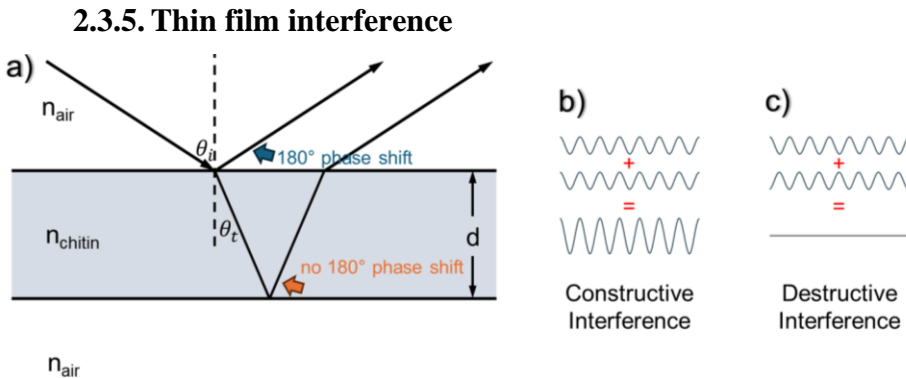 2.3.5. Thin film interference
a)
n_air
θ_i
180° phase shift
n_chitin
θ_t
d
no 180° phase shift
n_air
b)
+
=
Constructive
Interference
c)
+
=
Destructive
Interference